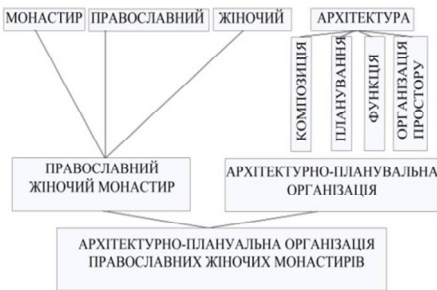 МОНАСТИР
ПРАВОСЛАВНИЙ
ЖІНОЧИЙ
АРХІТЕКТУРА
КОМПОЗИЦІЯ
ПЛАНУВАННЯ
ФУНКЦІЯ
ОРГАНІЗАЦІЯ
ПРОСТОРУ
ПРАВОСЛАВНИЙ
ЖІНОЧИЙ МОНАСТИР
АРХІТЕКТУРНО-ПЛАНУВАЛЬНА
ОРГАНІЗАЦІЯ
АРХІТЕКТУРНО-ПЛАНУАЛЬНА ОРГАНІЗАЦІЯ
ПРАВОСЛАВНИХ ЖІНОЧИХ МОНАСТИРІВ